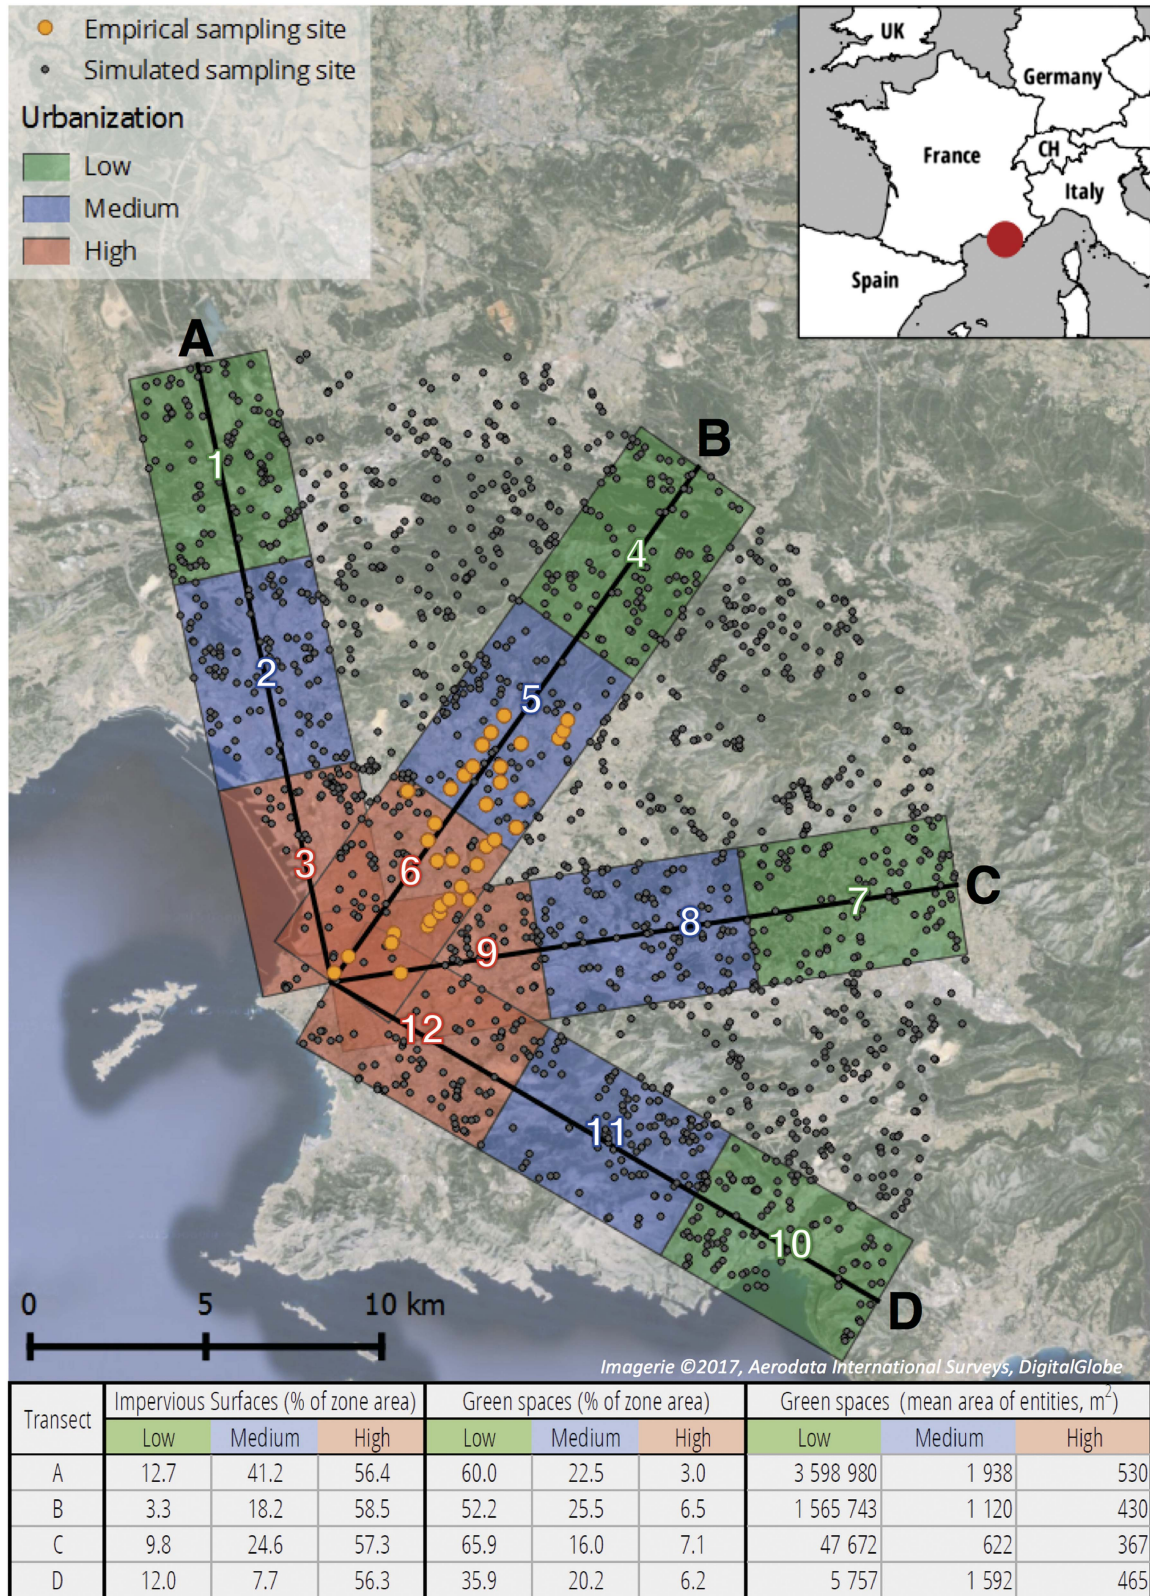 Empirical sampling site
Simulated sampling site
Urbanization
Low
Medium
High
UK
Germany
France
CH
Italy
Spain
A
B
1
4
5
2
3
6
7
C
8
9
12
11
10
D
0 5 10 km
Imagerie ©2017, Aerodata International Surveys, DigitalGlobe
Transect Impervious Surfaces (% of zone area) Green spaces (% of zone area) Green spaces (mean area of entities, m²)
Low Medium High Low Medium High Low Medium High
A 12.7 41.2 56.4 60.0 22.5 3.0 3 598 980 1 938 530
B 3.3 18.2 58.5 52.2 25.5 6.5 1 565 743 1 120 430
C 9.8 24.6 57.3 65.9 16.0 7.1 47 672 622 367
D 12.0 7.7 56.3 35.9 20.2 6.2 5 757 1 592 465